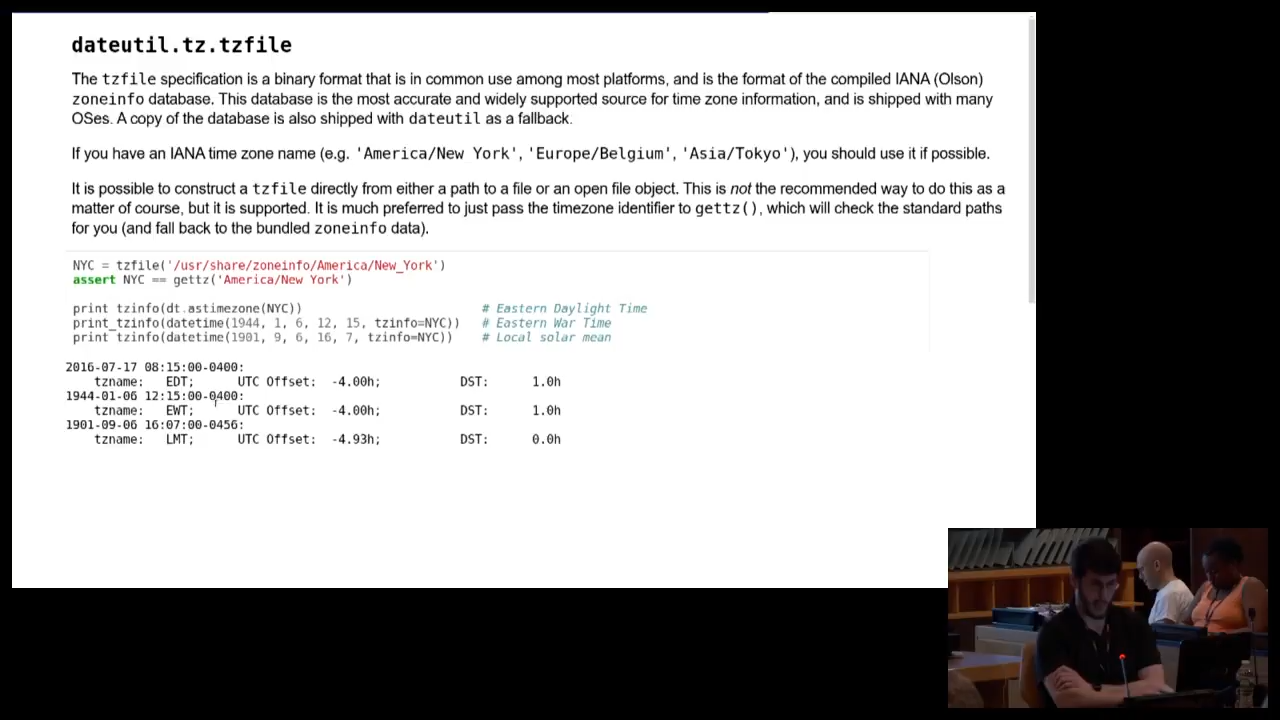 dateutil.tz.tzfile
The tzfile specification is a binary format that is in common use among most platforms, and is the format of the compiled IANA (Olson)
zoneinfo database. This database is the most accurate and widely supported source for time zone information, and is shipped with many
OSes. A copy of the database is also shipped with dateutil as a fallback.
If you have an IANA time zone name (e.g. 'America/New York', 'Europe/Belgium', 'Asia/Tokyo'), you should use it if possible.
It is possible to construct a tzfile directly from either a path to a file or an open file object. This is not the recommended way to do this as a
matter of course, but it is supported. It is much preferred to just pass the timezone identifier to gettz(), which will check the standard paths
for you (and fall back to the bundled zoneinfo data).
NYC = tzfile('/usr/share/zoneinfo/America/New_York')
assert NYC == gettz('America/New York')
print tzinfo(dt.astimezone(NYC)) # Eastern Daylight Time
print_tzinfo(datetime(1944, 1, 6, 12, 15, tzinfo=NYC)) # Eastern War Time
print tzinfo(datetime(1901, 9, 6, 16, 7, tzinfo=NYC)) # Local solar mean
2016-07-17 08:15:00-0400:
tzname: EDT; UTC Offset: -4.00h; DST: 1.0h
1944-01-06 12:15:00-0400:
tzname: EWT; UTC Offset: -4.00h; DST: 1.0h
1901-09-06 16:07:00-0456:
tzname: LMT; UTC Offset: -4.93h; DST: 0.0h